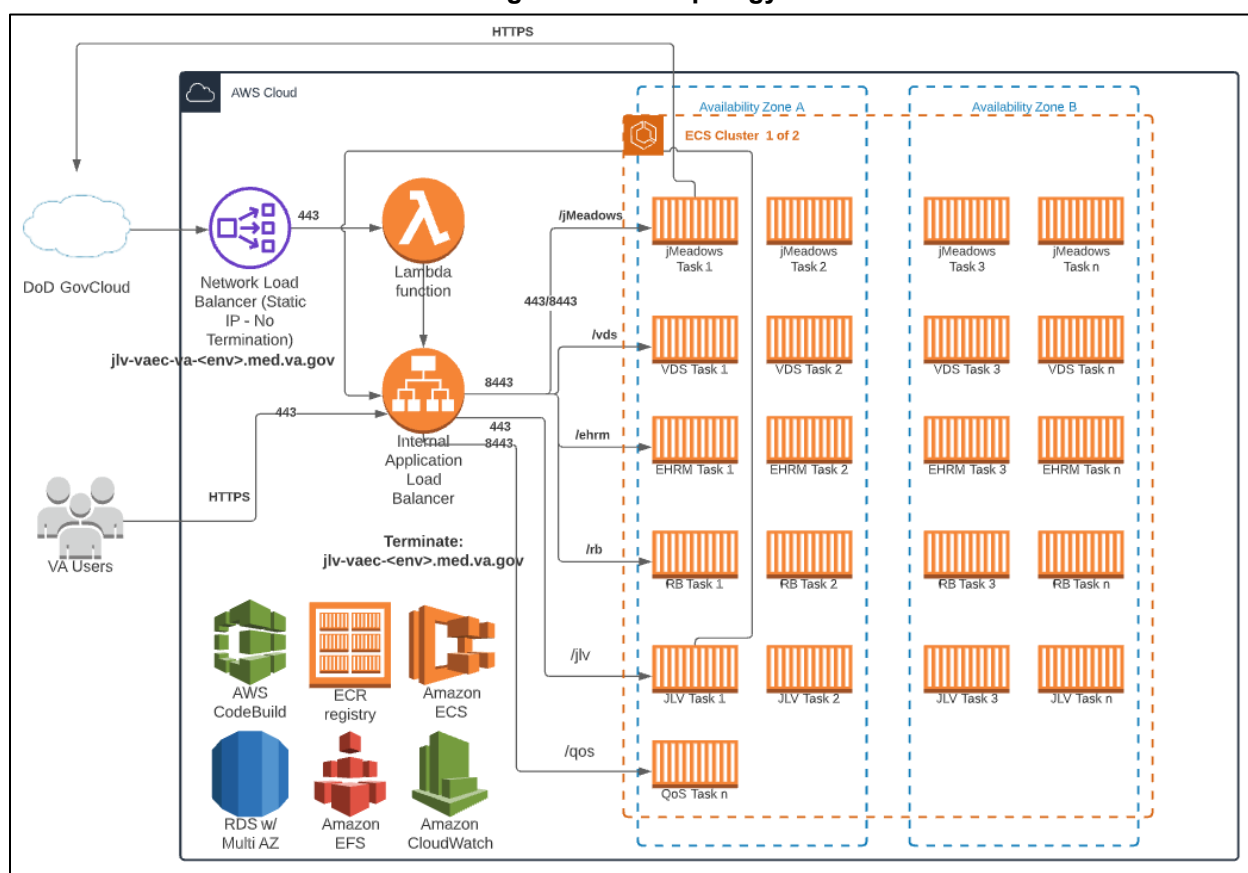 HTTPS
AWS Cloud
Availability Zone A
Availability Zone B
ECS Cluster 1 of 2
DoD GovCloud
443
Network Load
Balancer (Static
IP - No
Termination)
jlv-vaec-va-<env>.med.va.gov
Lambda
function
/jMeadows
443/8443
/vds
8443
/ehrm
443
8443
/rb
/jlv
/qos
Internal
Application
Load
Balancer
Terminate:
jlv-vaec-<env>.med.va.gov
443
HTTPS
VA Users
jMeadows
Task 1
jMeadows
Task 2
jMeadows
Task 3
jMeadows
Task n
VDS Task 1
VDS Task 2
VDS Task 3
VDS Task n
EHRM Task 1
EHRM Task 2
EHRM Task 3
EHRM Task n
RB Task 1
RB Task 2
RB Task 3
RB Task n
JLV Task 1
JLV Task 2
JLV Task 3
JLV Task n
QoS Task n
AWS
CodeBuild
ECR
registry
Amazon
ECS
RDS w/
Multi AZ
Amazon
EFS
Amazon
CloudWatch